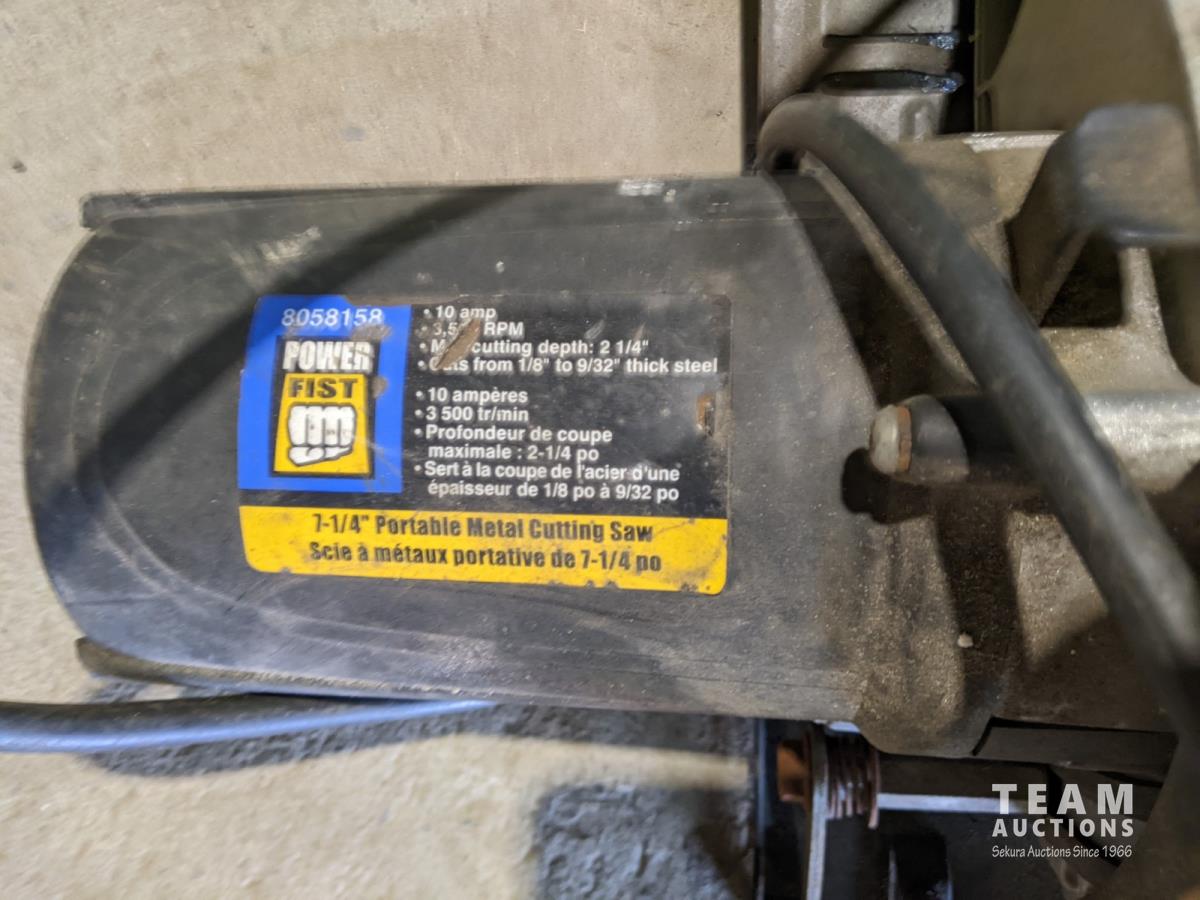 8058158
POWER
FIST
• 10 amp
RPM
cutting depth: 2 1/4"
from 1/8" to 9/32" thick steel
• 10 ampères
• 3 500 tr/min
• Profondeur de coupe
maximale : 2-1/4 po
• Sert à la coupe de l'acier d'une
épaisseur de 1/8 po à 9/32 po
7-1/4" Portable Metal Cutting Saw
Scie à métaux portative de 7-1/4 po
TEAM
AUCTIONS
Sekura Auctions Since 1966